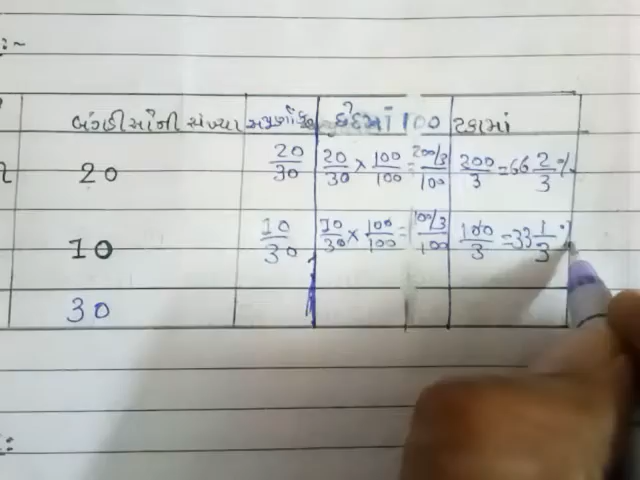 :~
બંગડીઓની સંખ્યા અપૂર્ણાંક છેદમાં 100 ટકામાં
20 20/30 20/30 × 100/100 = 200/3/100 200/3 = 66 2/3 %
10 10/30 10/30 × 100/100 = 100/3/100 100/3 = 33 1/3 %
30
: